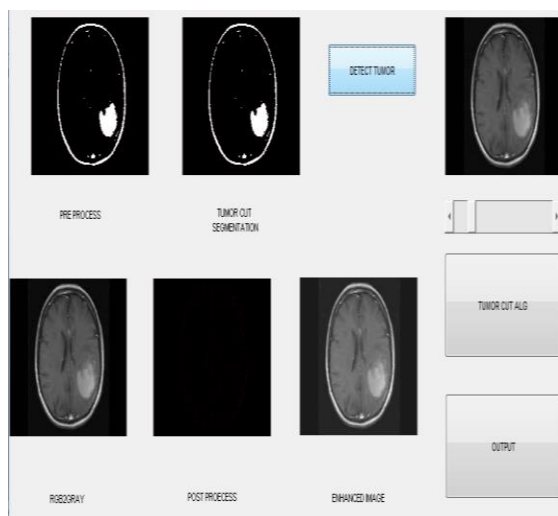 DETECT TUMOR
PRE PROCESS
TUMOR CUT
SEGMENTATION
TUMOR CUT ALG
OUTPUT
RGB2GRAY
POST PROECESS
ENHANCED IMAGE